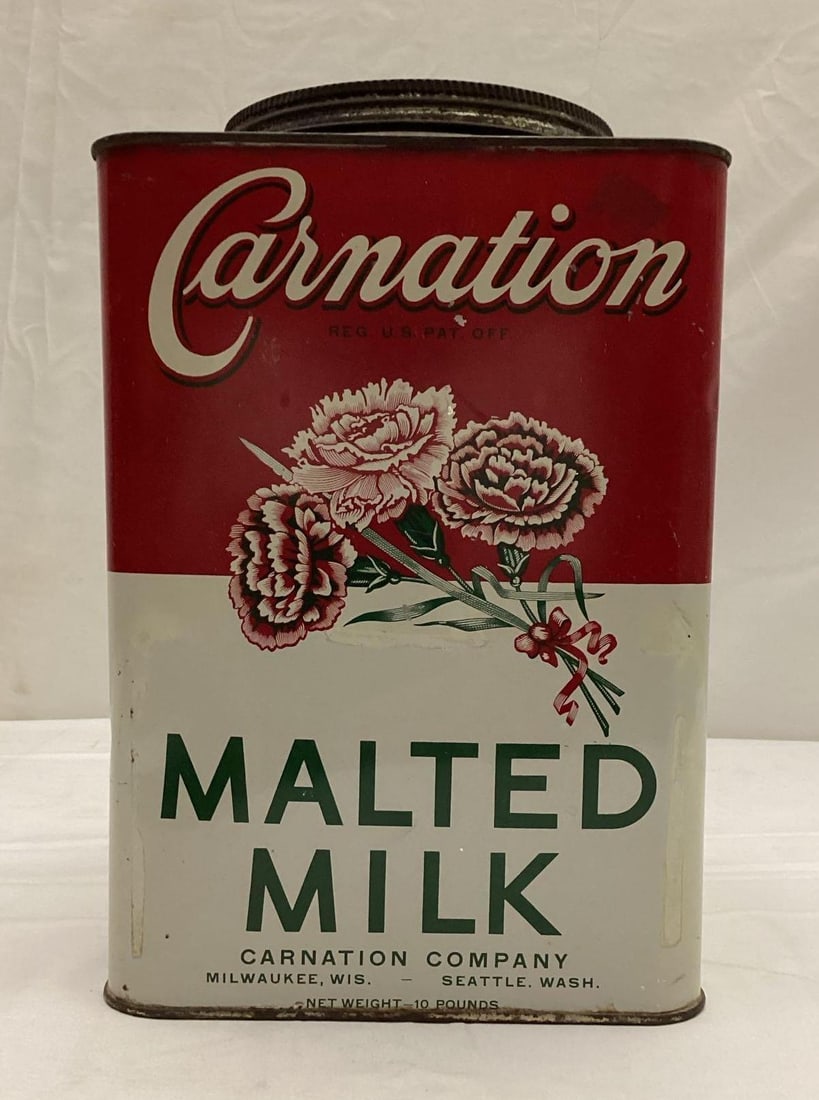 Carnation
REG. U.S. PAT. OFF.
MALTED
MILK
CARNATION COMPANY
MILWAUKEE, WIS. — SEATTLE. WASH.
NET WEIGHT—10 POUNDS